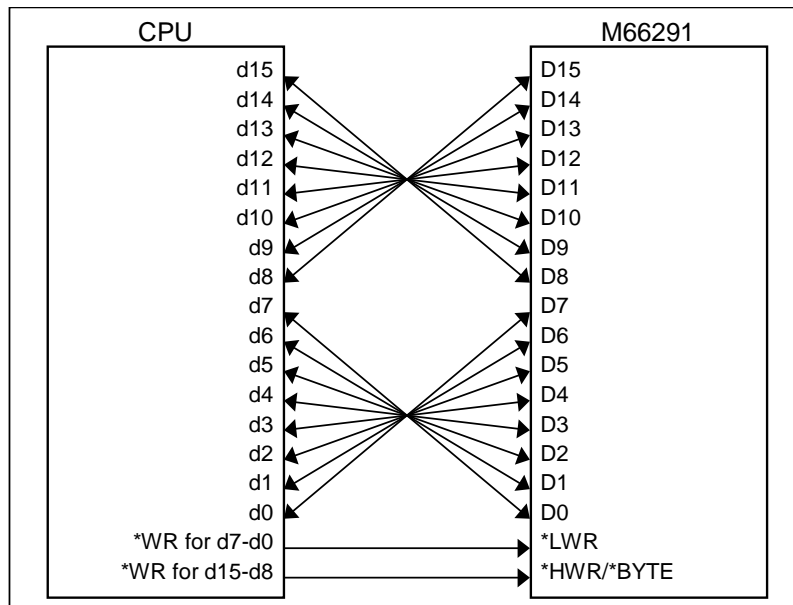 CPU M66291
d15 D15
d14 D14
d13 D13
d12 D12
d11 D11
d10 D10
d9 D9
d8 D8
d7 D7
d6 D6
d5 D5
d4 D4
d3 D3
d2 D2
d1 D1
d0 D0
*WR for d7-d0 *LWR
*WR for d15-d8 *HWR/*BYTE